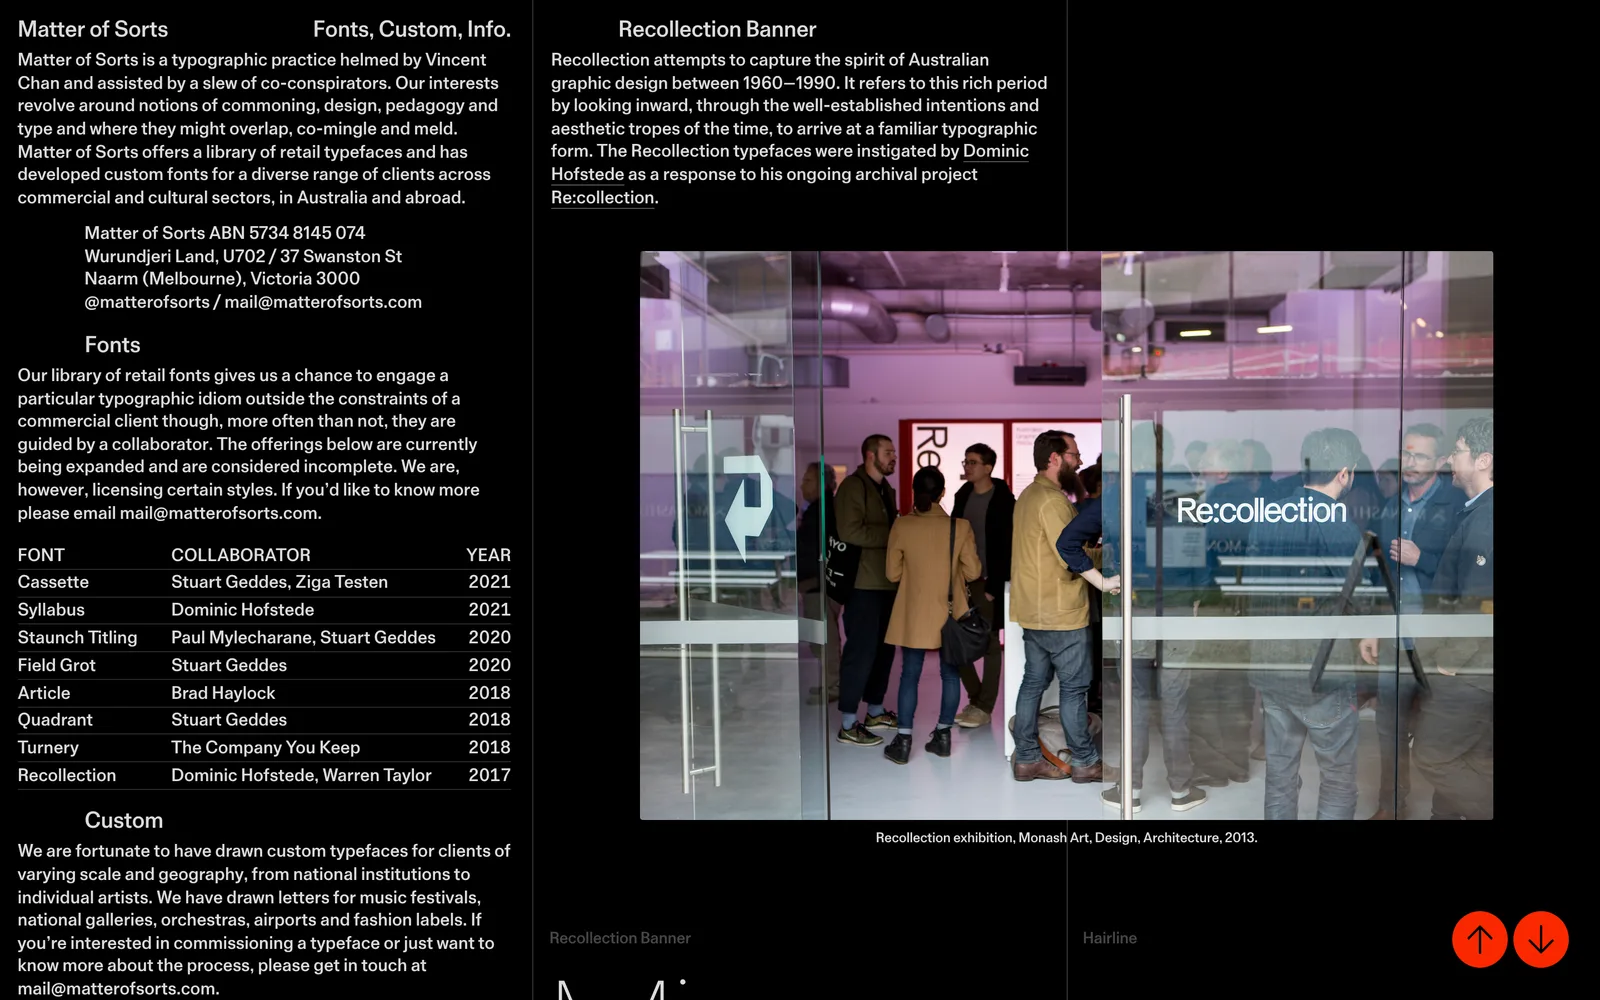 Matter of Sorts
Fonts, Custom, Info.
Matter of Sorts is a typographic practice helmed by Vincent
Chan and assisted by a slew of co-conspirators. Our interests
revolve around notions of commoning, design, pedagogy and
type and where they might overlap, co-mingle and meld.
Matter of Sorts offers a library of retail typefaces and has
developed custom fonts for a diverse range of clients across
commercial and cultural sectors, in Australia and abroad.
Matter of Sorts ABN 5734 8145 074
Wurundjeri Land, U702 / 37 Swanston St
Naarm (Melbourne), Victoria 3000
@matterofsorts / mail@matterofsorts.com
Fonts
Our library of retail fonts gives us a chance to engage a
particular typographic idiom outside the constraints of a
commercial client though, more often than not, they are
guided by a collaborator. The offerings below are currently
being expanded and are considered incomplete. We are,
however, licensing certain styles. If you’d like to know more
please email mail@matterofsorts.com.
FONT COLLABORATOR YEAR
Cassette Stuart Geddes, Ziga Testen 2021
Syllabus Dominic Hofstede 2021
Staunch Titling Paul Mylecharane, Stuart Geddes 2020
Field Grot Stuart Geddes 2020
Article Brad Haylock 2018
Quadrant Stuart Geddes 2018
Turnery The Company You Keep 2018
Recollection Dominic Hofstede, Warren Taylor 2017
Custom
We are fortunate to have drawn custom typefaces for clients of
varying scale and geography, from national institutions to
individual artists. We have drawn letters for music festivals,
national galleries, orchestras, airports and fashion labels. If
you’re interested in commissioning a typeface or just want to
know more about the process, please get in touch at
mail@matterofsorts.com.
Recollection Banner
Recollection attempts to capture the spirit of Australian
graphic design between 1960—1990. It refers to this rich period
by looking inward, through the well-established intentions and
aesthetic tropes of the time, to arrive at a familiar typographic
form. The Recollection typefaces were instigated by Dominic
Hofstede as a response to his ongoing archival project
Re:collection.
Re
Re:collection
Recollection exhibition, Monash Art, Design, Architecture, 2013.
Recollection Banner
Hairline